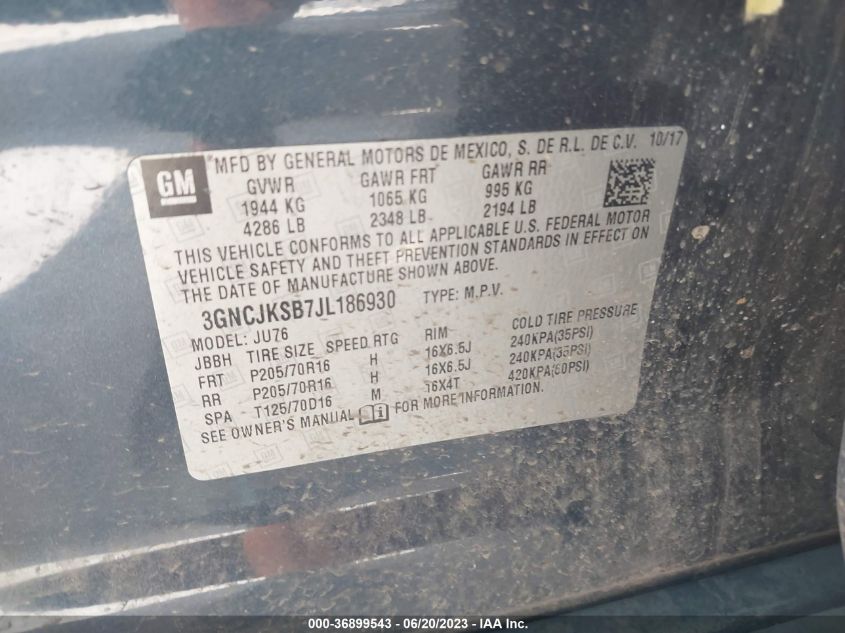 GM
MFD BY GENERAL MOTORS DE MEXICO, S. DE R.L. DE C.V. 10/17
GVWR GAWR FRT GAWR RR
1944 KG 1065 KG 995 KG
4286 LB 2348 LB 2194 LB
THIS VEHICLE CONFORMS TO ALL APPLICABLE U.S. FEDERAL MOTOR
VEHICLE SAFETY AND THEFT PREVENTION STANDARDS IN EFFECT ON
THE DATE OF MANUFACTURE SHOWN ABOVE.
3GNCJKSB7JL186930 TYPE: M.P.V.
MODEL: JU76
JBBH TIRE SIZE SPEED RTG RIM COLD TIRE PRESSURE
FRT P205/70R16 H 16X6.5J 240KPA(35PSI)
RR P205/70R16 H 16X6.5J 240KPA(35PSI)
SPA T125/70D16 M 16X4T 420KPA(60PSI)
SEE OWNER'S MANUAL FOR MORE INFORMATION.
000-36899543 - 06/20/2023 - IAA Inc.